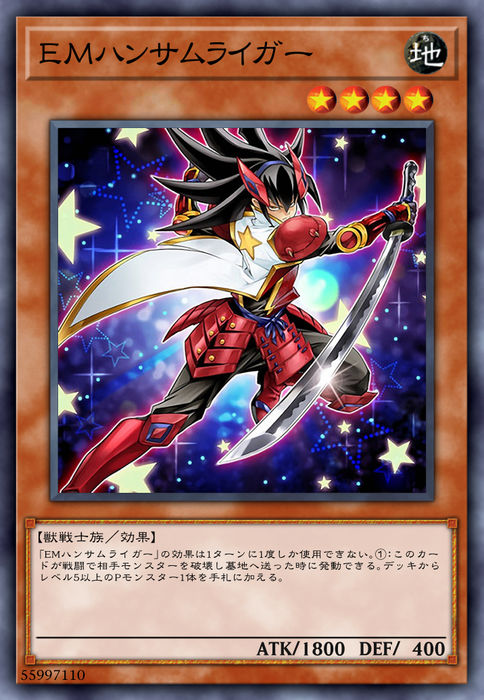 EMハンサムライガー
ち
地
【獣戦士族/効果】
「EMハンサムライガー」の効果は1ターンに1度しか使用できない。①:このカー
ドが戦闘で相手モンスターを破壊し墓地へ送った時に発動できる。デッキから
レベル5以上のPモンスター1体を手札に加える。
ATK/1800 DEF/ 400
55997110